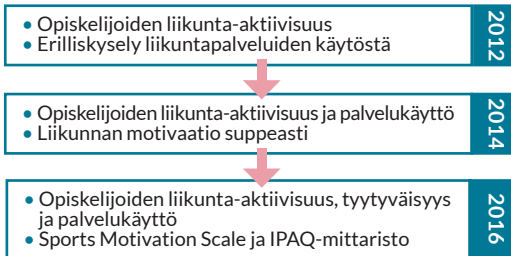 • Opiskelijoiden liikunta-aktiivisuus
• Erilliskysely liikuntapalveluiden käytöstä
2012
• Opiskelijoiden liikunta-aktiivisuus ja palvelukäyttö
• Liikunnan motivaatio suppeasti
2014
• Opiskelijoiden liikunta-aktiivisuus, tyytyväisyys
ja palvelukäyttö
• Sports Motivation Scale ja IPAQ-mittaristo
2016